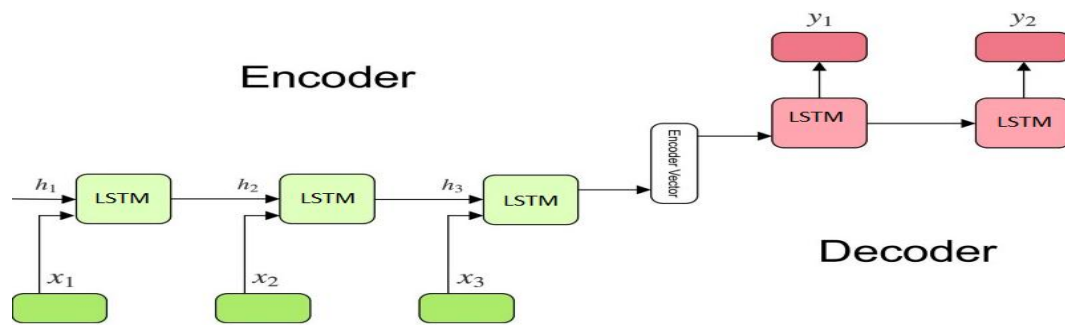 y₁ y₂
Encoder
LSTM LSTM
Encoder Vector
h₁ LSTM h₂ LSTM h₃ LSTM
Decoder
x₁ x₂ x₃